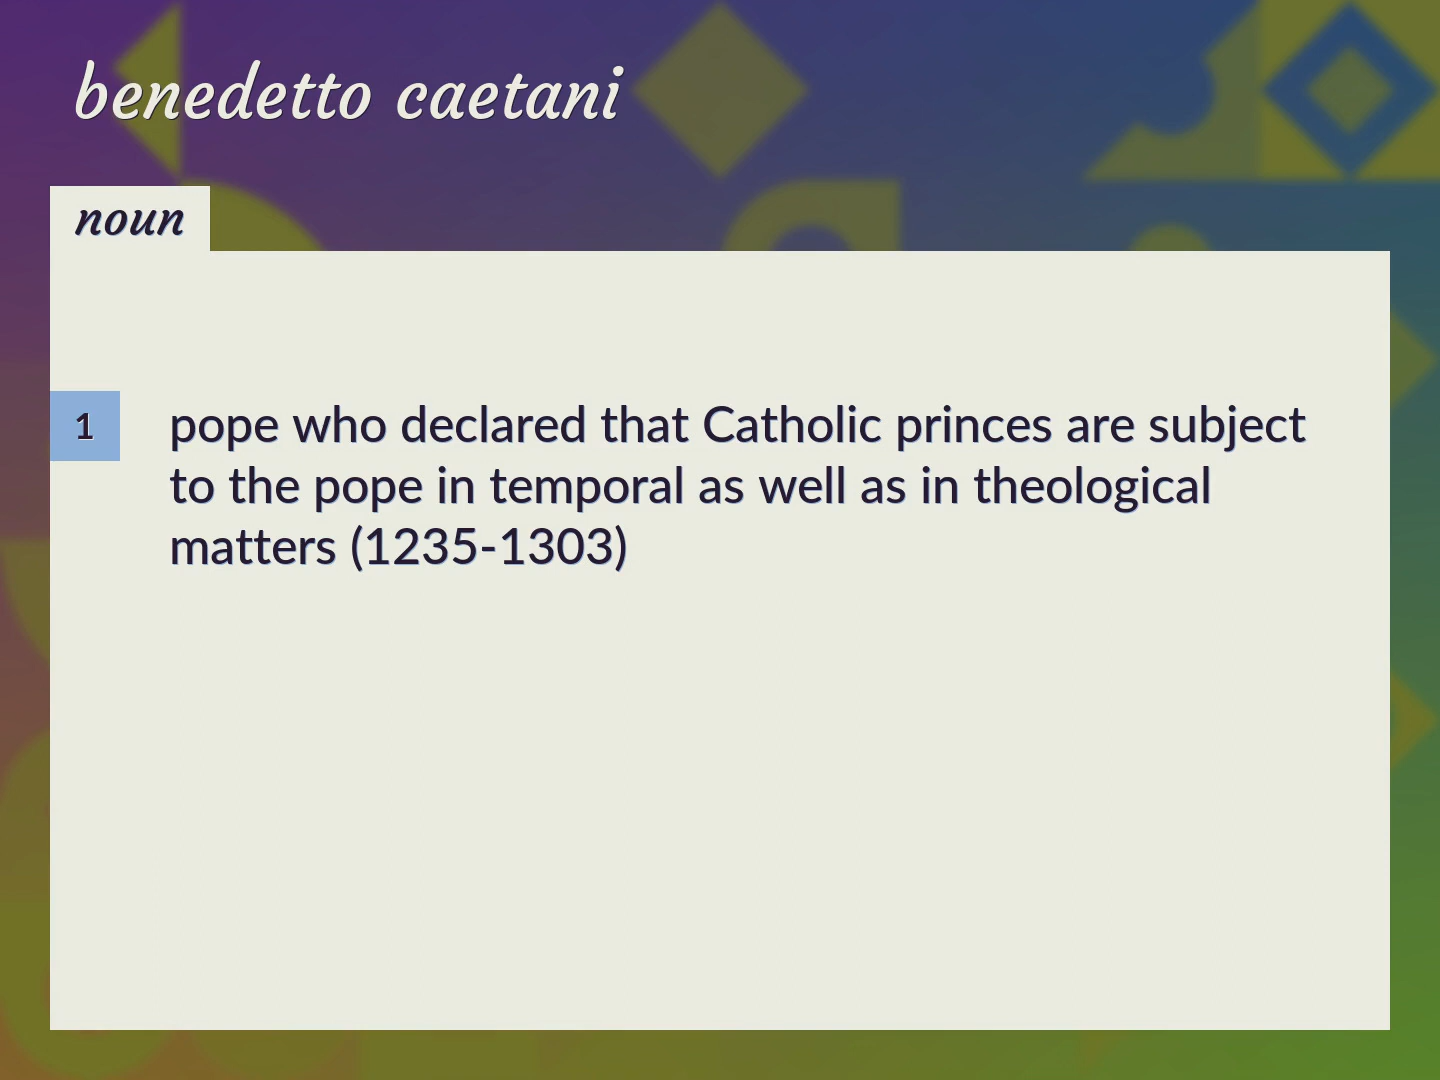 benedetto caetani
noun
1
pope who declared that Catholic princes are subject
to the pope in temporal as well as in theological
matters (1235-1303)